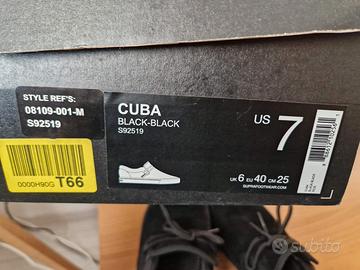 STYLE REF'S:
08109-001-M
S92519
CUBA
BLACK-BLACK
S92519
US 7
UK 6 EU 40 CM 25
SUPRAFOOTWEAR.COM
T66
0000H90G
subito